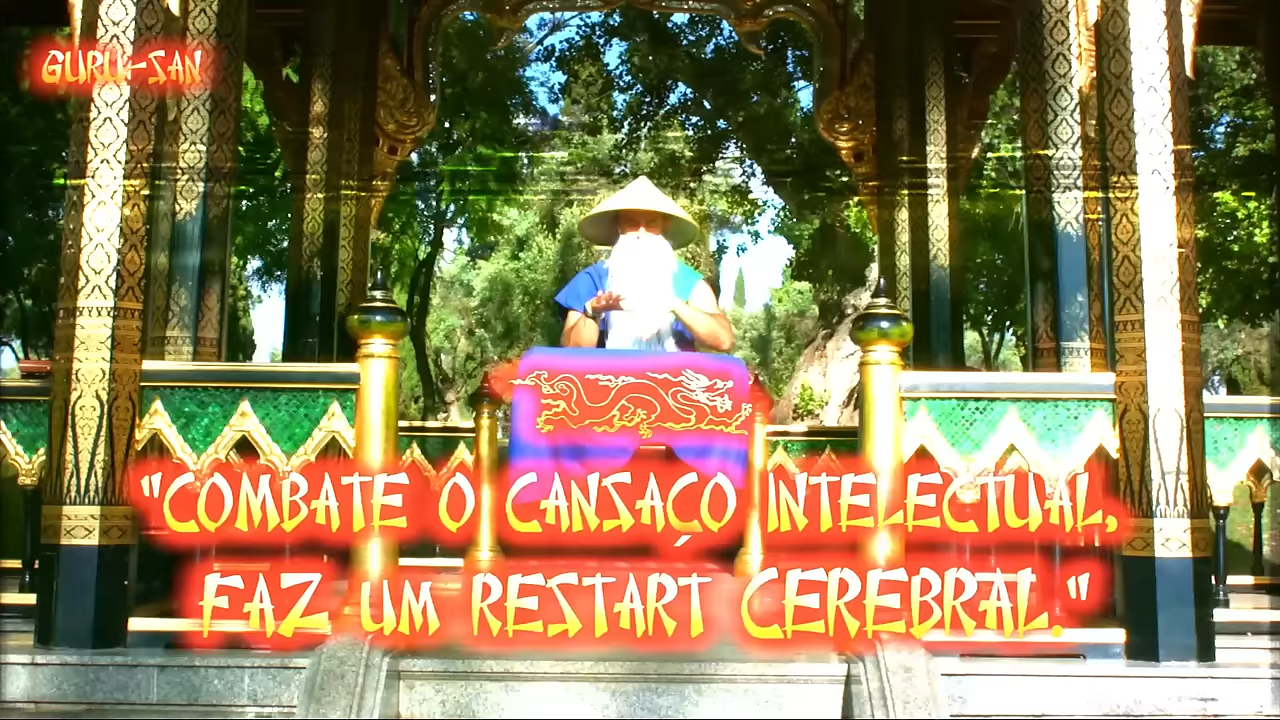 GURU-SAN
"COMBATE O CANSAÇO INTELECTUAL,
FAZ UM RESTART CEREBRAL."